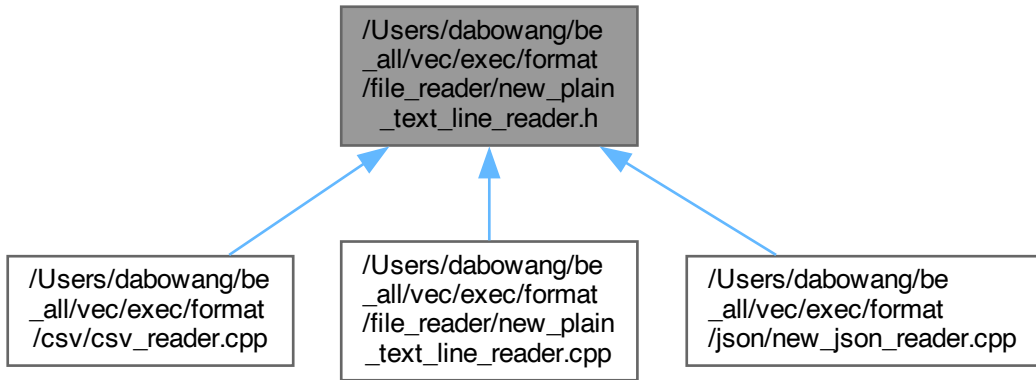 /Users/dabowang/be
_all/vec/exec/format
/file_reader/new_plain
_text_line_reader.h
/Users/dabowang/be
_all/vec/exec/format
/csv/csv_reader.cpp
/Users/dabowang/be
_all/vec/exec/format
/file_reader/new_plain
_text_line_reader.cpp
/Users/dabowang/be
_all/vec/exec/format
/json/new_json_reader.cpp